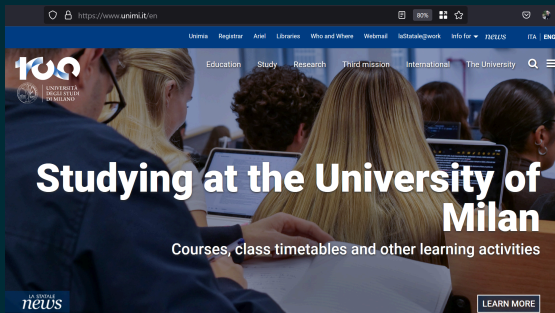 https://www.unimi.it/en
80%
Unimia Registrar Ariel Libraries Who and Where Webmail laStatale@work Info for news ITA ENG
100
UNIVERSITÀ
DEGLI STUDI
DI MILANO
Education Study Research Third mission International The University
Studying at the University of
Milan
Courses, class timetables and other learning activities
LA STATALE
news
LEARN MORE